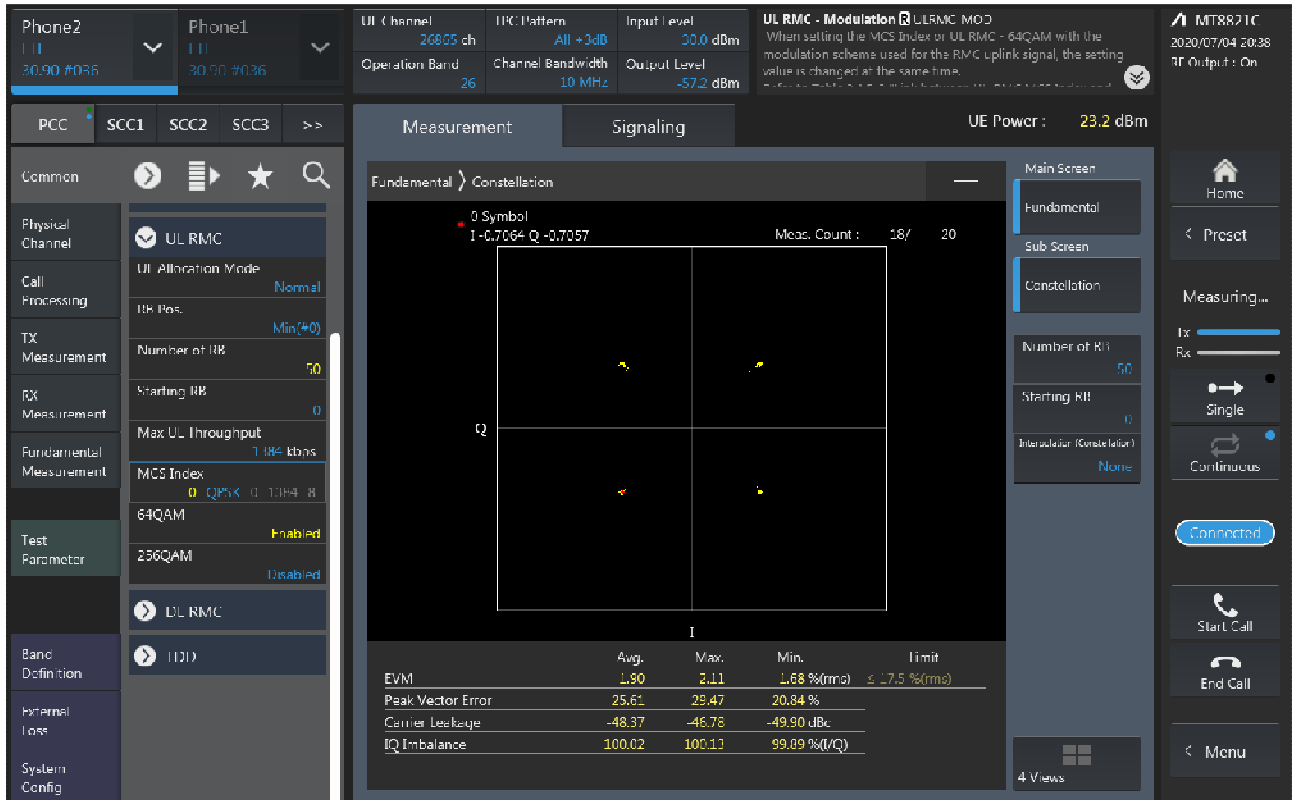 Phone2
30.90 #036
Phone1
30.90 #036
UL Channel
26865 ch
TPC Pattern
All +3dB
Input Level
30.0 dBm
Operation Band
26
Channel Bandwidth
10 MHz
Output Level
-57.2 dBm
UL RMC - Modulation R ULRMC_MOD
When setting the MCS Index or UL RMC - 64QAM with the
modulation scheme used for the RMC uplink signal, the setting
value is changed at the same time.
MT8821C
2020/07/04 20:38
RF Output : On
PCC
SCC1
SCC2
SCC3
>>
Measurement
Signaling
UE Power : 23.2 dBm
Common
Physical
Channel
Call
Processing
TX
Measurement
RX
Measurement
Fundamental
Measurement
Test
Parameter
Band
Definition
External
Loss
System
Config
UL RMC
UL Allocation Mode
Normal
RB Pos.
Min(#0)
Number of RB
50
Starting RB
0
Max UL Throughput
1384 kbps
MCS Index
0 QPSK 0 1384 8
64QAM
Enabled
256QAM
Disabled
DL RMC
TDD
Fundamental > Constellation
0 Symbol
I -0.7064 Q -0.7057
Meas. Count : 18/ 20
Q
I
Avg. Max. Min. Limit
EVM 1.90 2.11 1.68 %(rms) ≤ 17.5 %(rms)
Peak Vector Error 25.61 29.47 20.84 %
Carrier Leakage -48.37 -46.78 -49.90 dBc
IQ Imbalance 100.02 100.13 99.89 %(I/Q)
Main Screen
Fundamental
Sub Screen
Constellation
Number of RB
50
Starting RB
0
Interpolation (Constellation)
None
4 Views
Home
< Preset
Measuring...
Tx
Rx
Single
Continuous
Connected
Start Call
End Call
< Menu